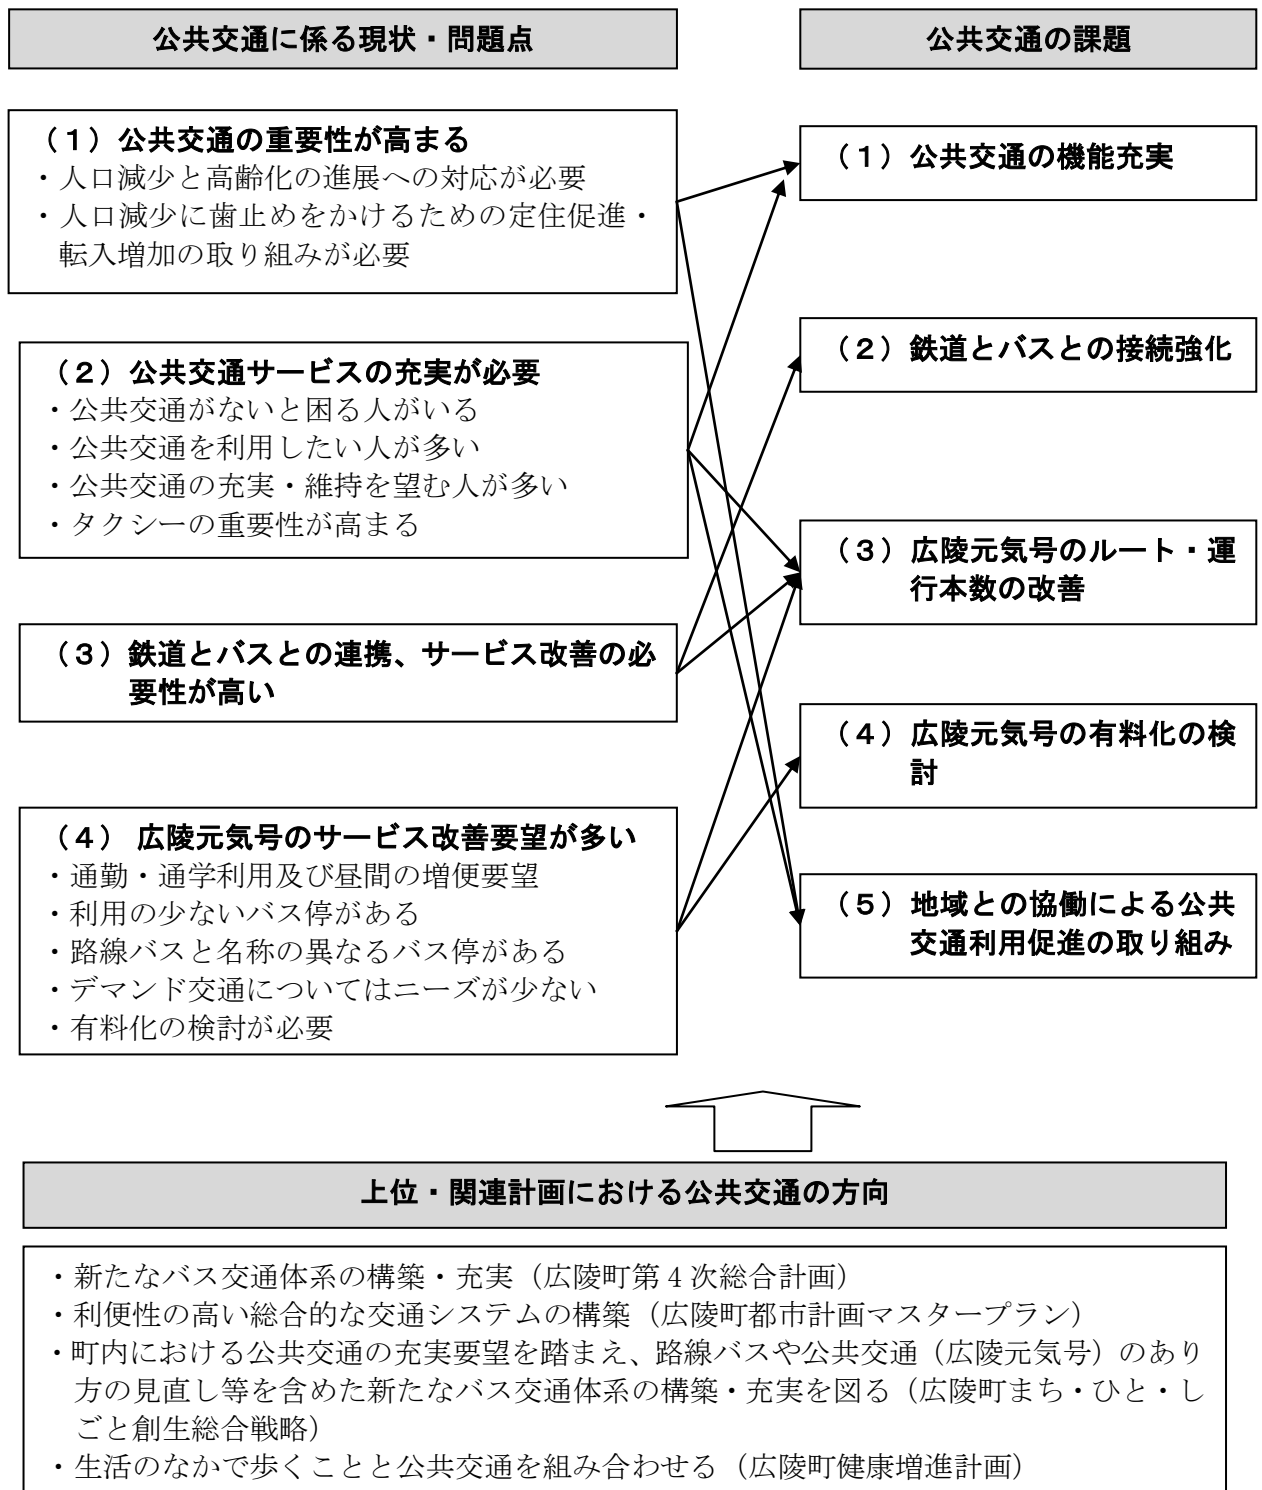 公共交通に係る現状・問題点
（１）公共交通の重要性が高まる
・人口減少と高齢化の進展への対応が必要
・人口減少に歯止めをかけるための定住促進・
転入増加の取り組みが必要
（２）公共交通サービスの充実が必要
・公共交通がないと困る人がいる
・公共交通を利用したい人が多い
・公共交通の充実・維持を望む人が多い
・タクシーの重要性が高まる
（３）鉄道とバスとの連携、サービス改善の必
要性が高い
（４） 広陵元気号のサービス改善要望が多い
・通勤・通学利用及び昼間の増便要望
・利用の少ないバス停がある
・路線バスと名称の異なるバス停がある
・デマンド交通についてはニーズが少ない
・有料化の検討が必要
公共交通の課題
（１）公共交通の機能充実
（２）鉄道とバスとの接続強化
（３）広陵元気号のルート・運
行本数の改善
（４）広陵元気号の有料化の検
討
（５）地域との協働による公共
交通利用促進の取り組み
上位・関連計画における公共交通の方向
・新たなバス交通体系の構築・充実（広陵町第４次総合計画）
・利便性の高い総合的な交通システムの構築（広陵町都市計画マスタープラン）
・町内における公共交通の充実要望を踏まえ、路線バスや公共交通（広陵元気号）のあり
方の見直し等を含めた新たなバス交通体系の構築・充実を図る（広陵町まち・ひと・し
ごと創生総合戦略）
・生活のなかで歩くことと公共交通を組み合わせる（広陵町健康増進計画）